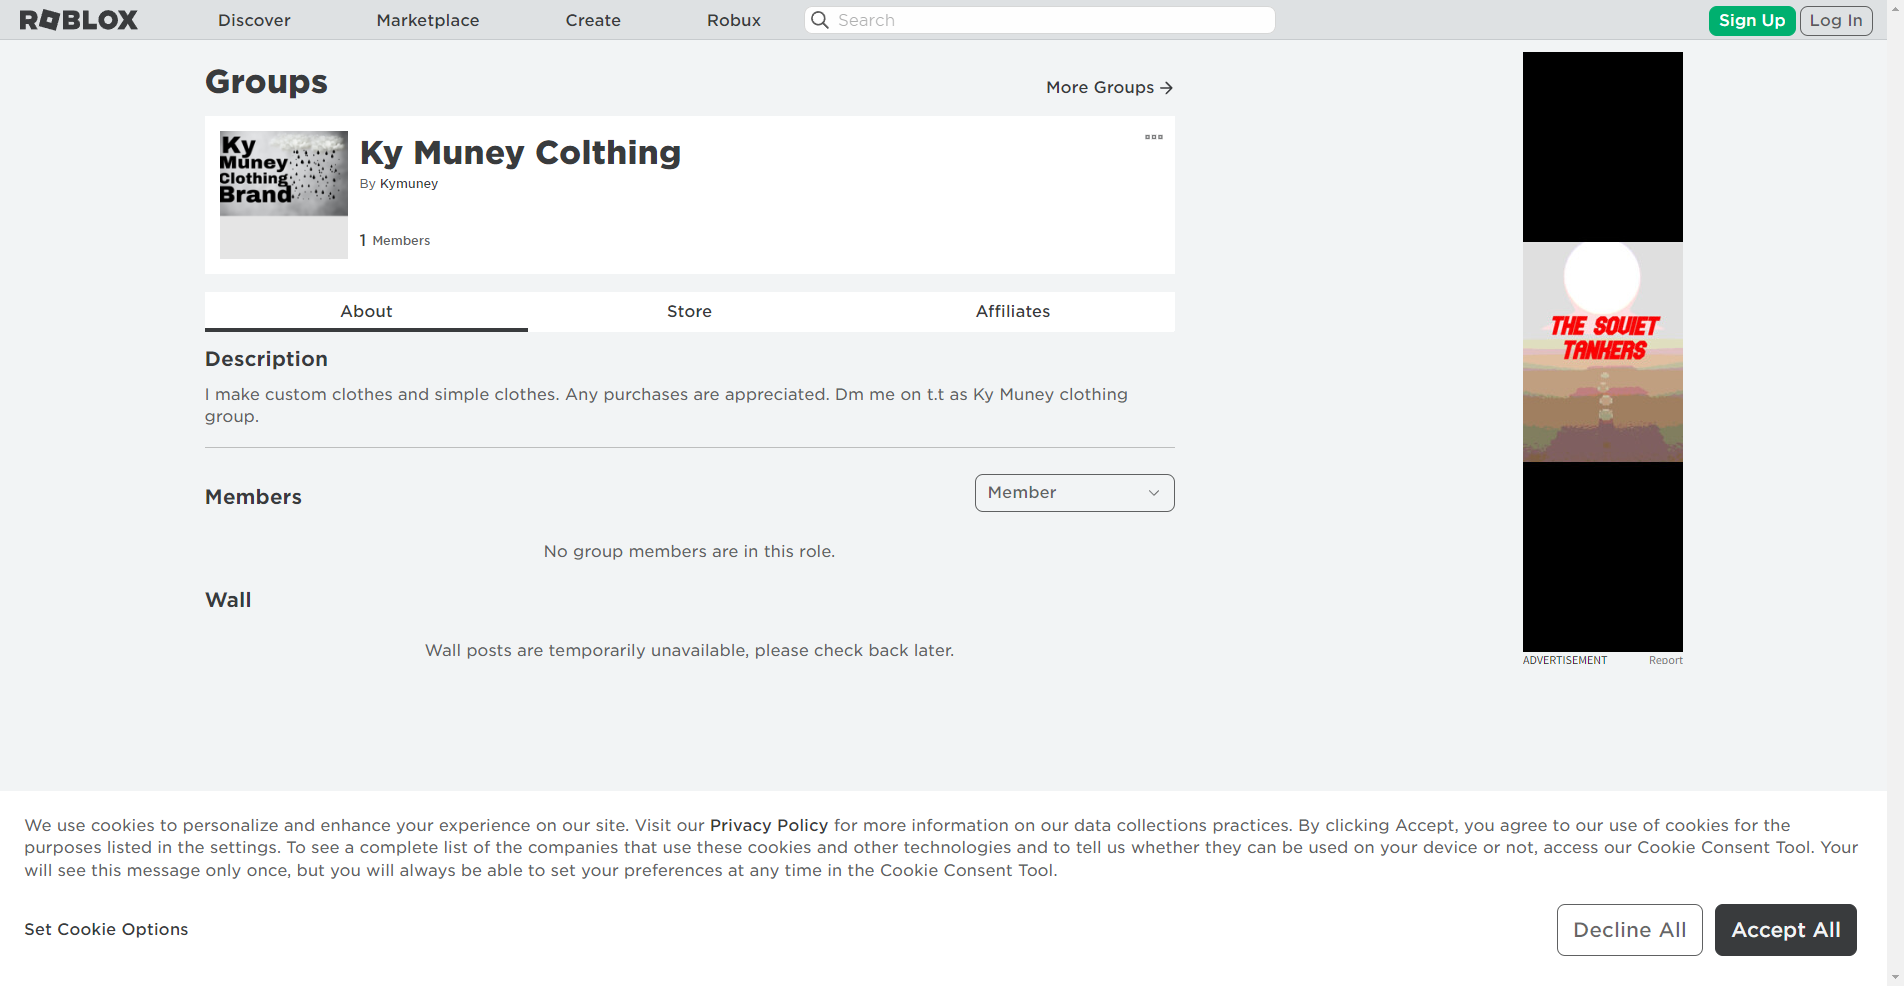 ROBLOX
Discover
Marketplace
Create
Robux
Search
Sign Up
Log In
Groups
More Groups
Ky
Muney
Clothing
Brand
Ky Muney Colthing
By Kymuney
1 Members
About
Store
Affiliates
Description
I make custom clothes and simple clothes. Any purchases are appreciated. Dm me on t.t as Ky Muney clothing
group.
Members
Member
No group members are in this role.
Wall
Wall posts are temporarily unavailable, please check back later.
THE SOVIET
TANKERS
ADVERTISEMENT
Report
We use cookies to personalize and enhance your experience on our site. Visit our Privacy Policy for more information on our data collections practices. By clicking Accept, you agree to our use of cookies for the
purposes listed in the settings. To see a complete list of the companies that use these cookies and other technologies and to tell us whether they can be used on your device or not, access our Cookie Consent Tool. Your
will see this message only once, but you will always be able to set your preferences at any time in the Cookie Consent Tool.
Set Cookie Options
Decline All
Accept All